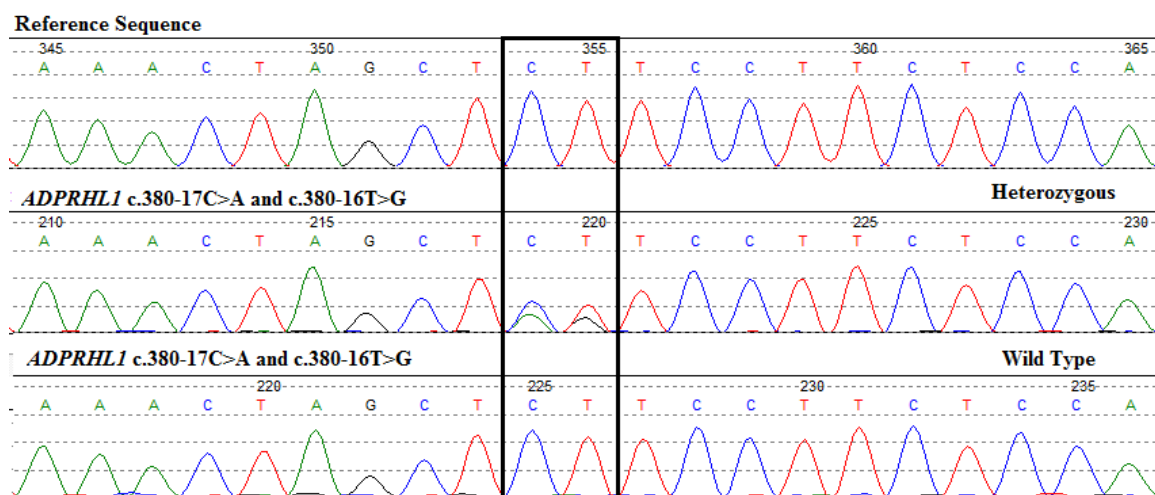 Reference Sequence
345 350 355 360 365
A A A C T A G C T C T T C C T T C T C C A
ADPRHL1 c.380-17C>A and c.380-16T>G Heterozygous
210 215 220 225 230
A A A C T A G C T C T T C C T T C T C C A
ADPRHL1 c.380-17C>A and c.380-16T>G Wild Type
220 225 230 235
A A A C T A G C T C T T C C T T C T C C A